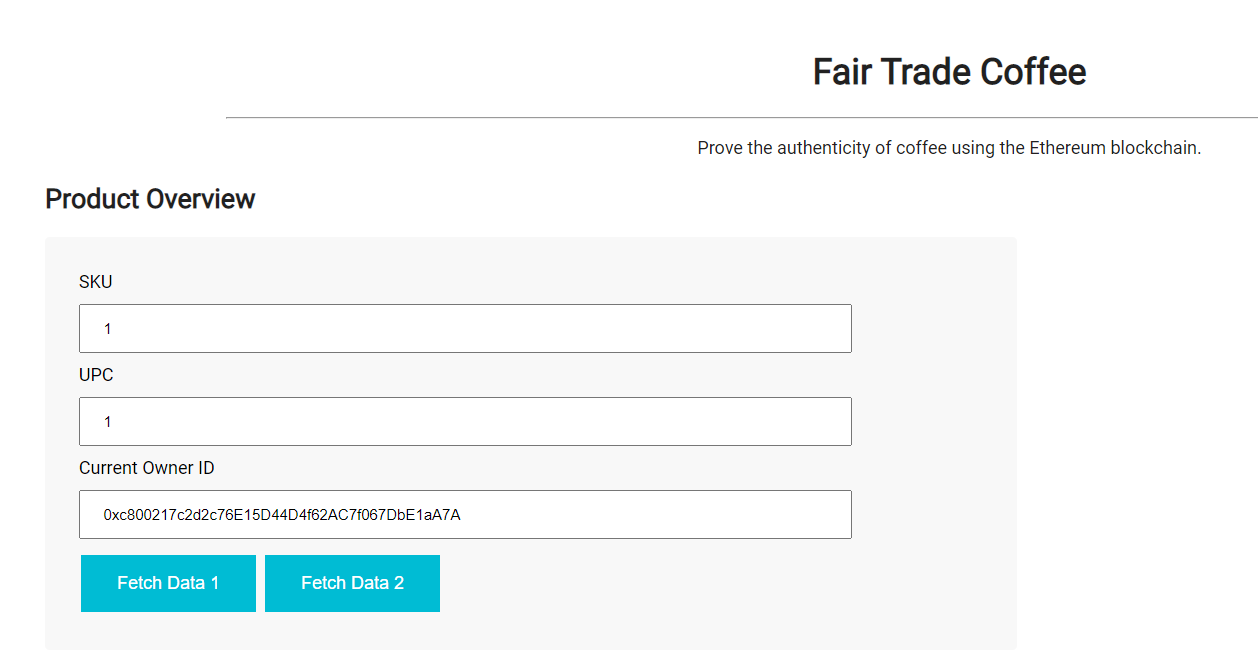 Fair Trade Coffee
Prove the authenticity of coffee using the Ethereum blockchain.
Product Overview
SKU
1
UPC
1
Current Owner ID
0xc800217c2d2c76E15D44D4f62AC7f067DbE1aA7A
Fetch Data 1 Fetch Data 2